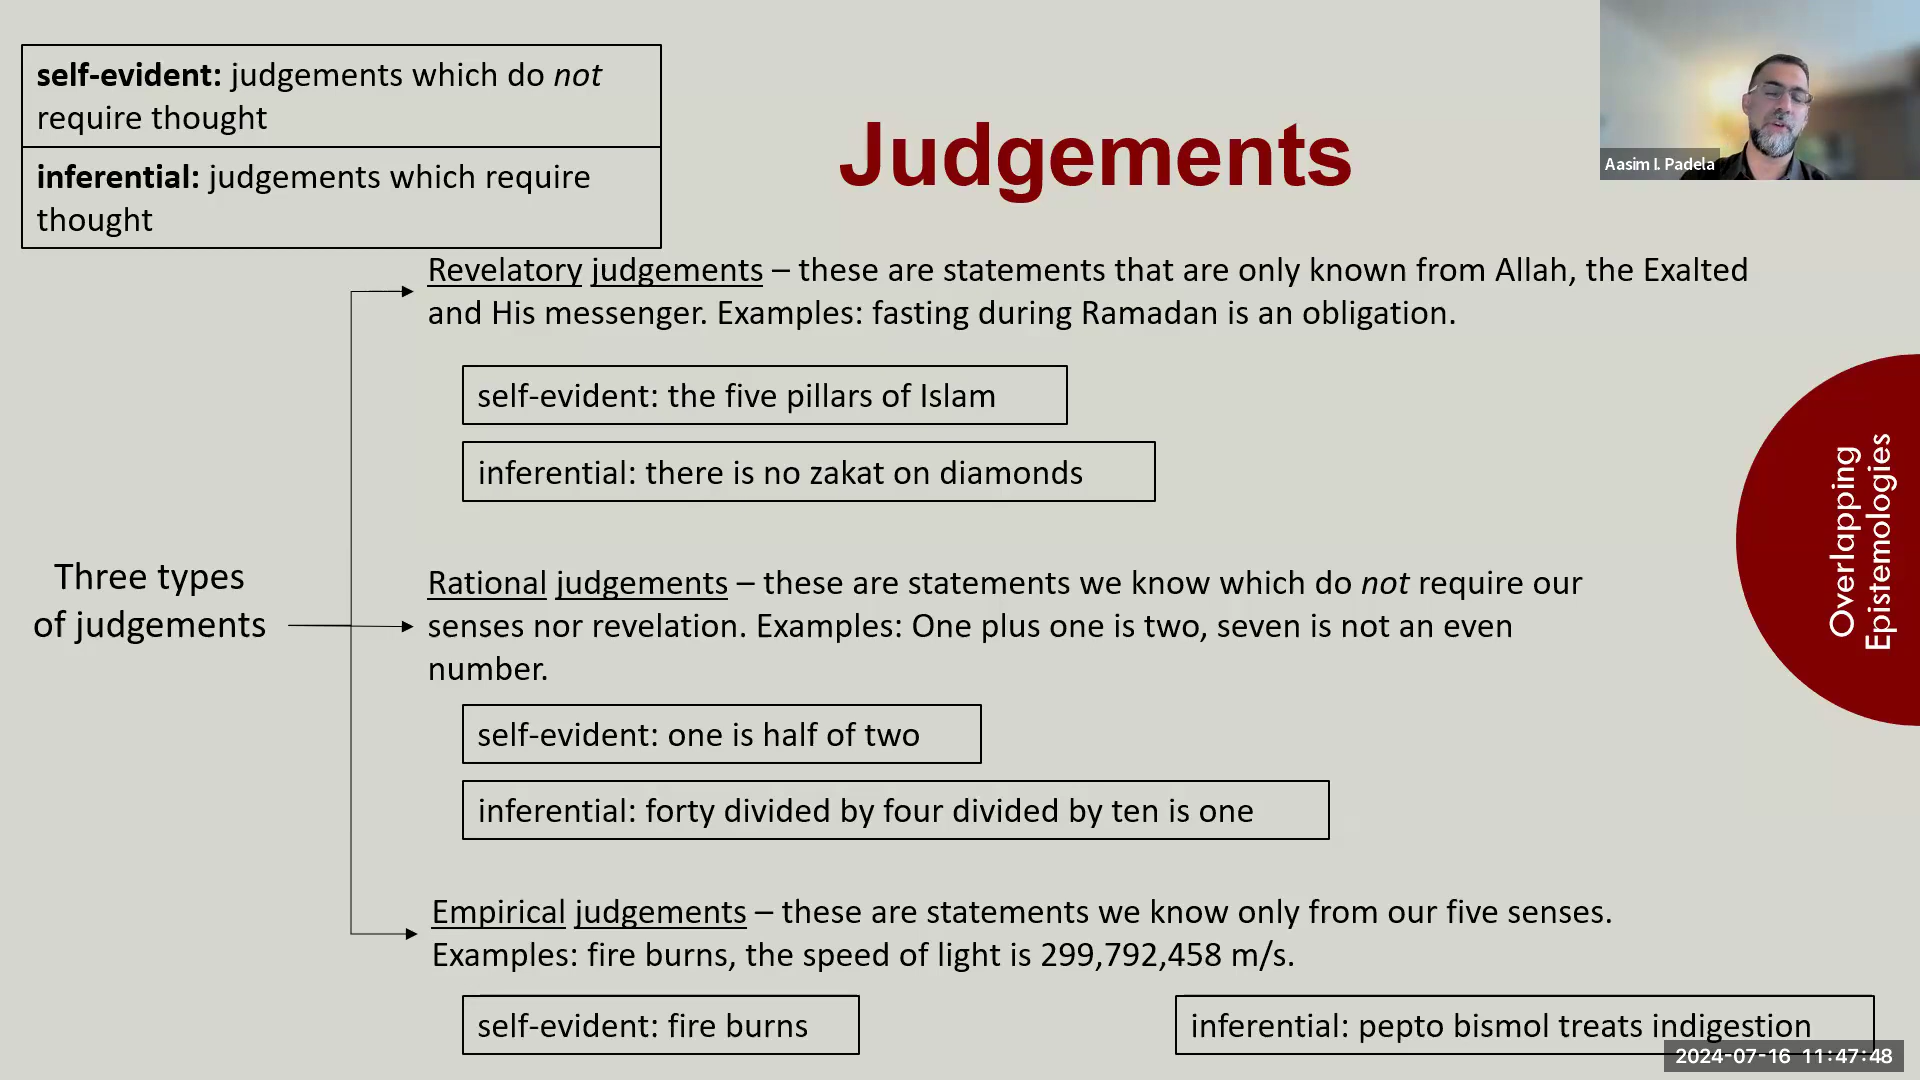 self-evident: judgements which do not
require thought
inferential: judgements which require
thought
Judgements
Aasim I. Padela
Revelatory judgements – these are statements that are only known from Allah, the Exalted
and His messenger. Examples: fasting during Ramadan is an obligation.
self-evident: the five pillars of Islam
inferential: there is no zakat on diamonds
Three types
of judgements
Rational judgements – these are statements we know which do not require our
senses nor revelation. Examples: One plus one is two, seven is not an even
number.
self-evident: one is half of two
inferential: forty divided by four divided by ten is one
Empirical judgements – these are statements we know only from our five senses.
Examples: fire burns, the speed of light is 299,792,458 m/s.
self-evident: fire burns
inferential: pepto bismol treats indigestion
Overlapping
Epistemologies
2024-07-16 11:47:48